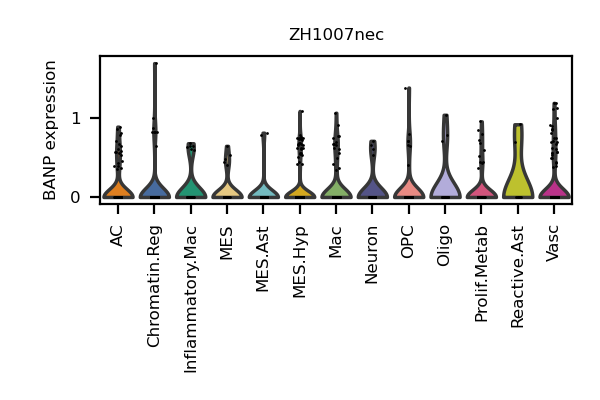 ZH1007nec
BANP expression
1
0
AC
Chromatin.Reg
Inflammatory.Mac
MES
MES.Ast
MES.Hyp
Mac
Neuron
OPC
Oligo
Prolif.Metab
Reactive.Ast
Vasc